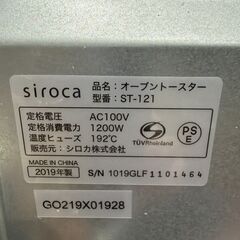 siroca
品名：オーブントースター
型番：ST-121
定格電圧 AC100V
定格消費電力 1200W
温度ヒューズ 192℃
販売元：シロカ株式会社
TÜVRheinland
PS
E
MADE IN CHINA
2019年製
S/N 1019GLF1101464
GO219X01928